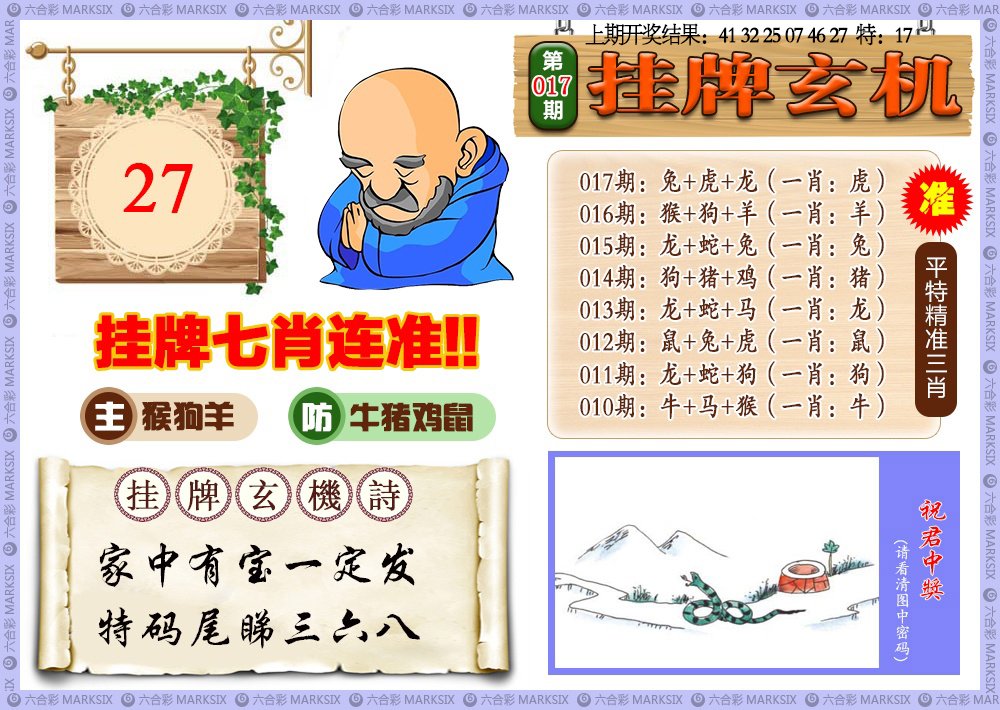 上期开奖结果：41 32 25 07 46 27 特：17
第
017
期
挂牌玄机
27
挂牌七肖连准!!
主 猴狗羊
防 牛猪鸡鼠
017期：兔+虎+龙（一肖：虎）
016期：猴+狗+羊（一肖：羊）
015期：龙+蛇+兔（一肖：兔）
014期：狗+猪+鸡（一肖：猪）
013期：龙+蛇+马（一肖：龙）
012期：鼠+兔+虎（一肖：鼠）
011期：龙+蛇+狗（一肖：狗）
010期：牛+马+猴（一肖：牛）
准
平特精准三肖
挂牌玄機詩
家中有宝一定发
特码尾睇三六八
祝君中獎
（请看清图中密码）
六合彩 MARKSIX